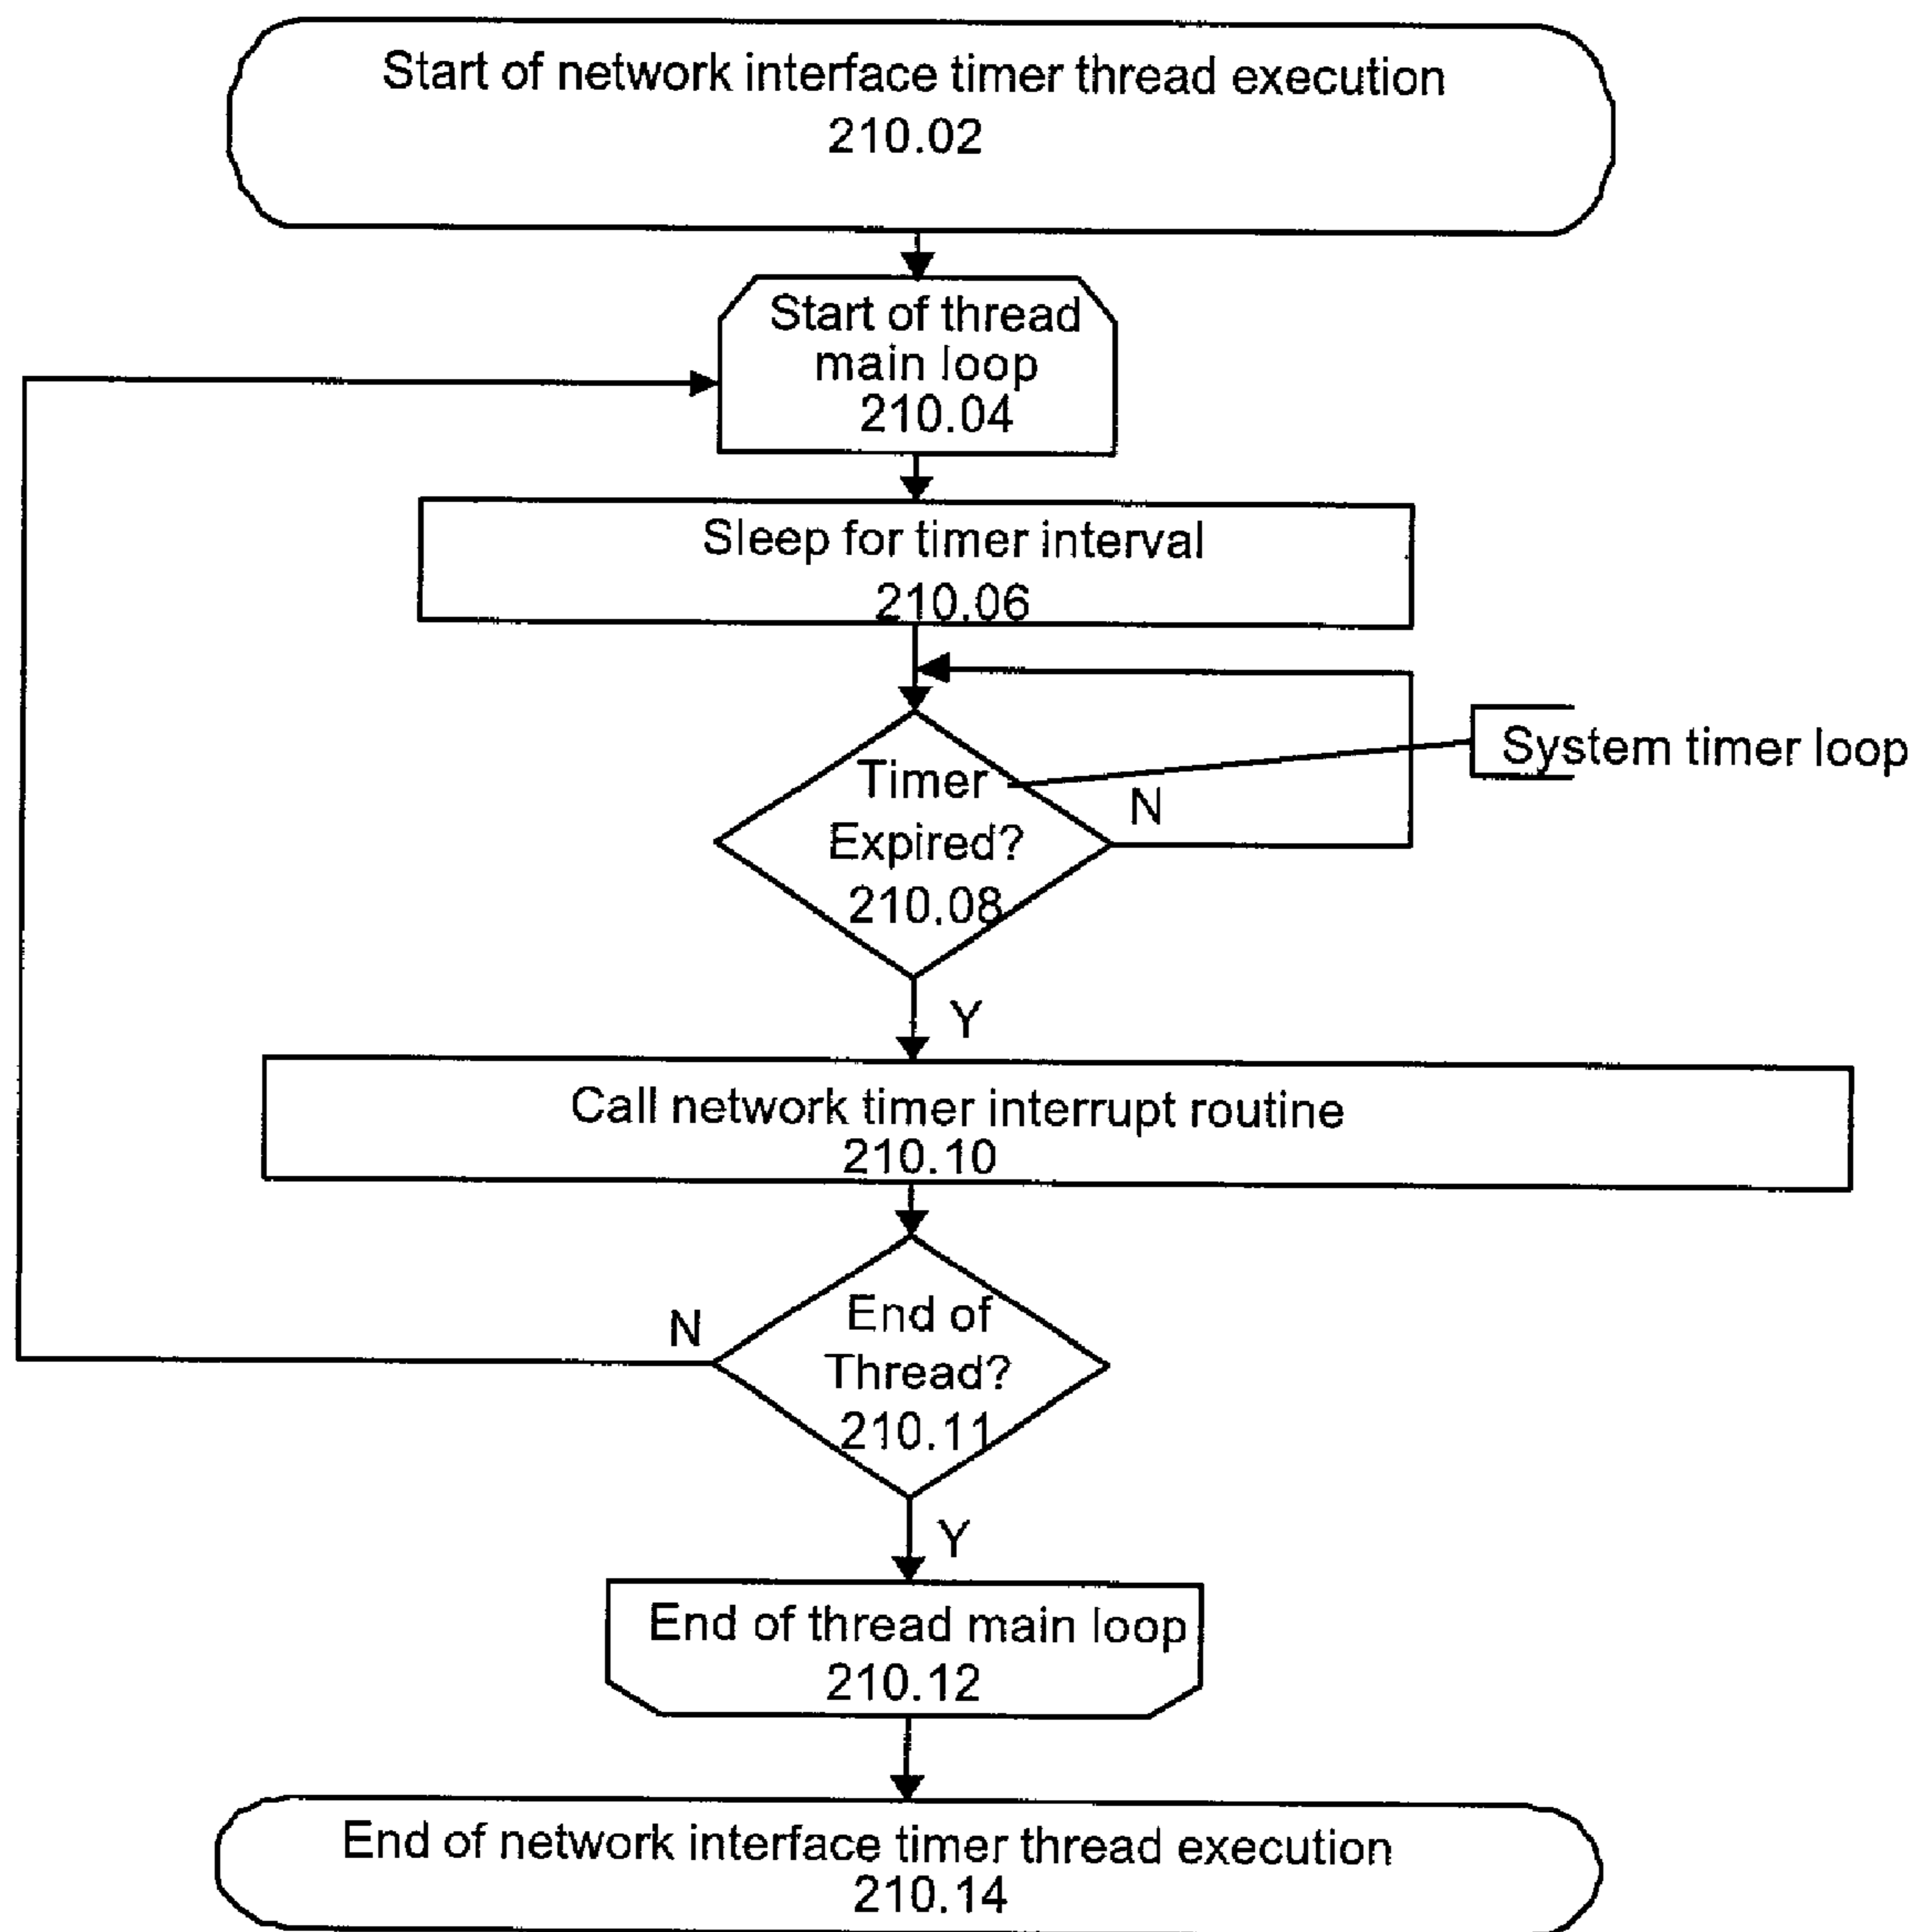 Start of network interface timer thread execution
210.02
Start of thread
main loop
210.04
Sleep for timer interval
210.06
System timer loop
Timer
Expired?
210.08
N
Y
Call network timer interrupt routine
210.10
N
End of
Thread?
210.11
Y
End of thread main loop
210.12
End of network interface timer thread execution
210.14